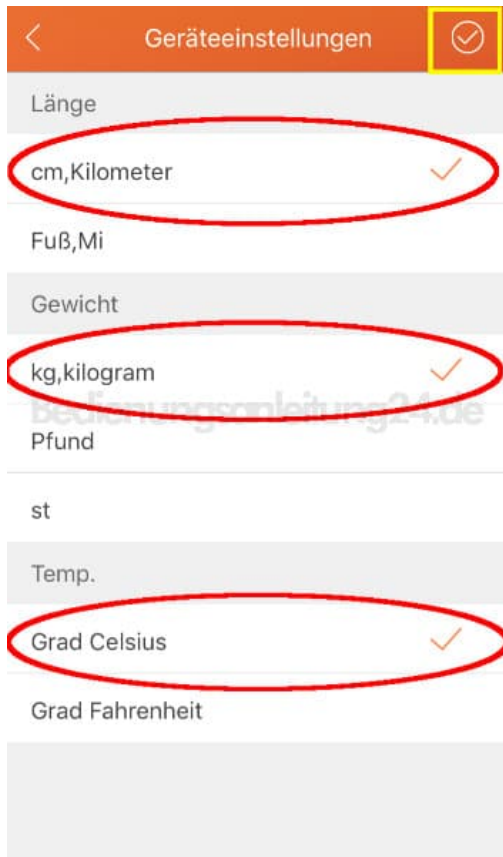 Geräteeinstellungen
Länge
cm,Kilometer
Fuß,Mi
Gewicht
kg,kilogram
Bedienungsanleitung24.de
Pfund
st
Temp.
Grad Celsius
Grad Fahrenheit